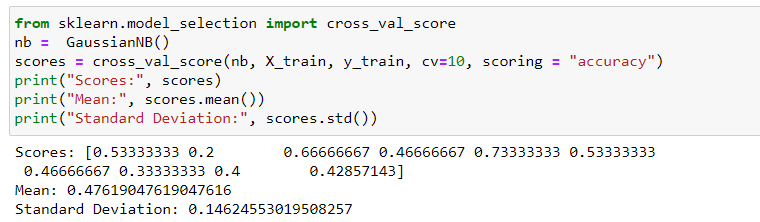 from sklearn.model_selection import cross_val_score
nb =  GaussianNB()
scores = cross_val_score(nb, X_train, y_train, cv=10, scoring = "accuracy")
print("Scores:", scores)
print("Mean:", scores.mean())
print("Standard Deviation:", scores.std())
Scores: [0.53333333 0.2        0.66666667 0.46666667 0.73333333 0.53333333
 0.46666667 0.33333333 0.4        0.42857143]
Mean: 0.47619047619047616
Standard Deviation: 0.14624553019508257